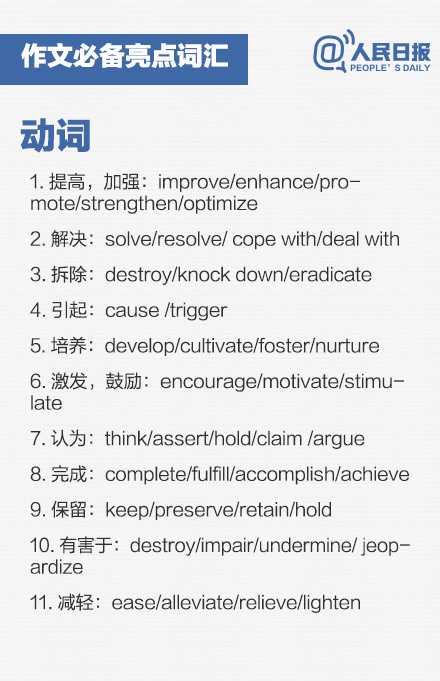 作文必备亮点词汇
@人民日报
PEOPLE'S DAILY
动词
1. 提高，加强：improve/enhance/pro-
mote/strengthen/optimize
2. 解决：solve/resolve/ cope with/deal with
3. 拆除：destroy/knock down/eradicate
4. 引起：cause /trigger
5. 培养：develop/cultivate/foster/nurture
6. 激发，鼓励：encourage/motivate/stimu-
late
7. 认为：think/assert/hold/claim /argue
8. 完成：complete/fulfill/accomplish/achieve
9. 保留：keep/preserve/retain/hold
10. 有害于：destroy/impair/undermine/ jeop-
ardize
11. 减轻：ease/alleviate/relieve/lighten